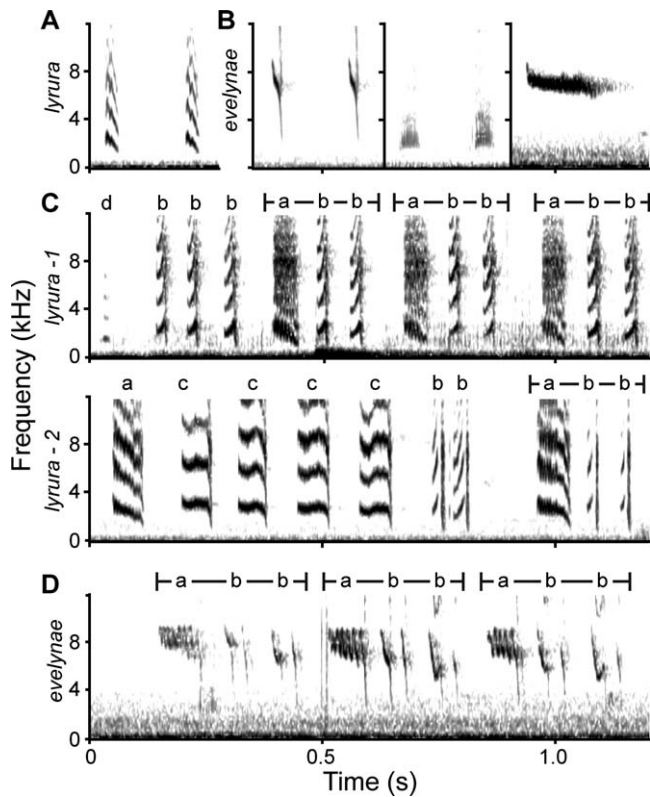 A
B
lyrura
evelynae
8
4
0
C
d b b b a b b a b b a b b
lyrura -1
8
4
0
a c c c c b b a b b
lyrura - 2
8
4
0
D
a b b a b b a b b
evelynae
8
4
0
0 0.5 1.0
Frequency (kHz)
Time (s)